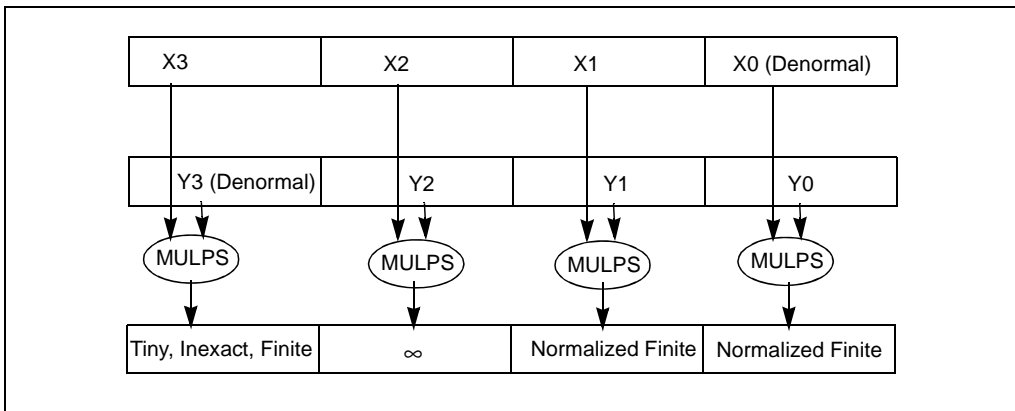 X3 X2 X1 X0 (Denormal)
Y3 (Denormal) Y2 Y1 Y0
MULPS MULPS MULPS MULPS
Tiny, Inexact, Finite ∞ Normalized Finite Normalized Finite